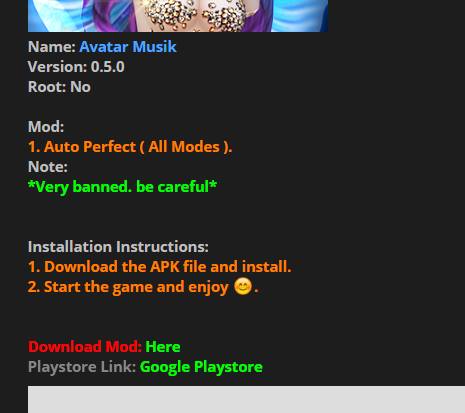 Name: Avatar Musik
Version: 0.5.0
Root: No
Mod:
1. Auto Perfect ( All Modes ).
Note:
*Very banned. be careful*
Installation Instructions:
1. Download the APK file and install.
2. Start the game and enjoy 😊.
Download Mod: Here
Playstore Link: Google Playstore